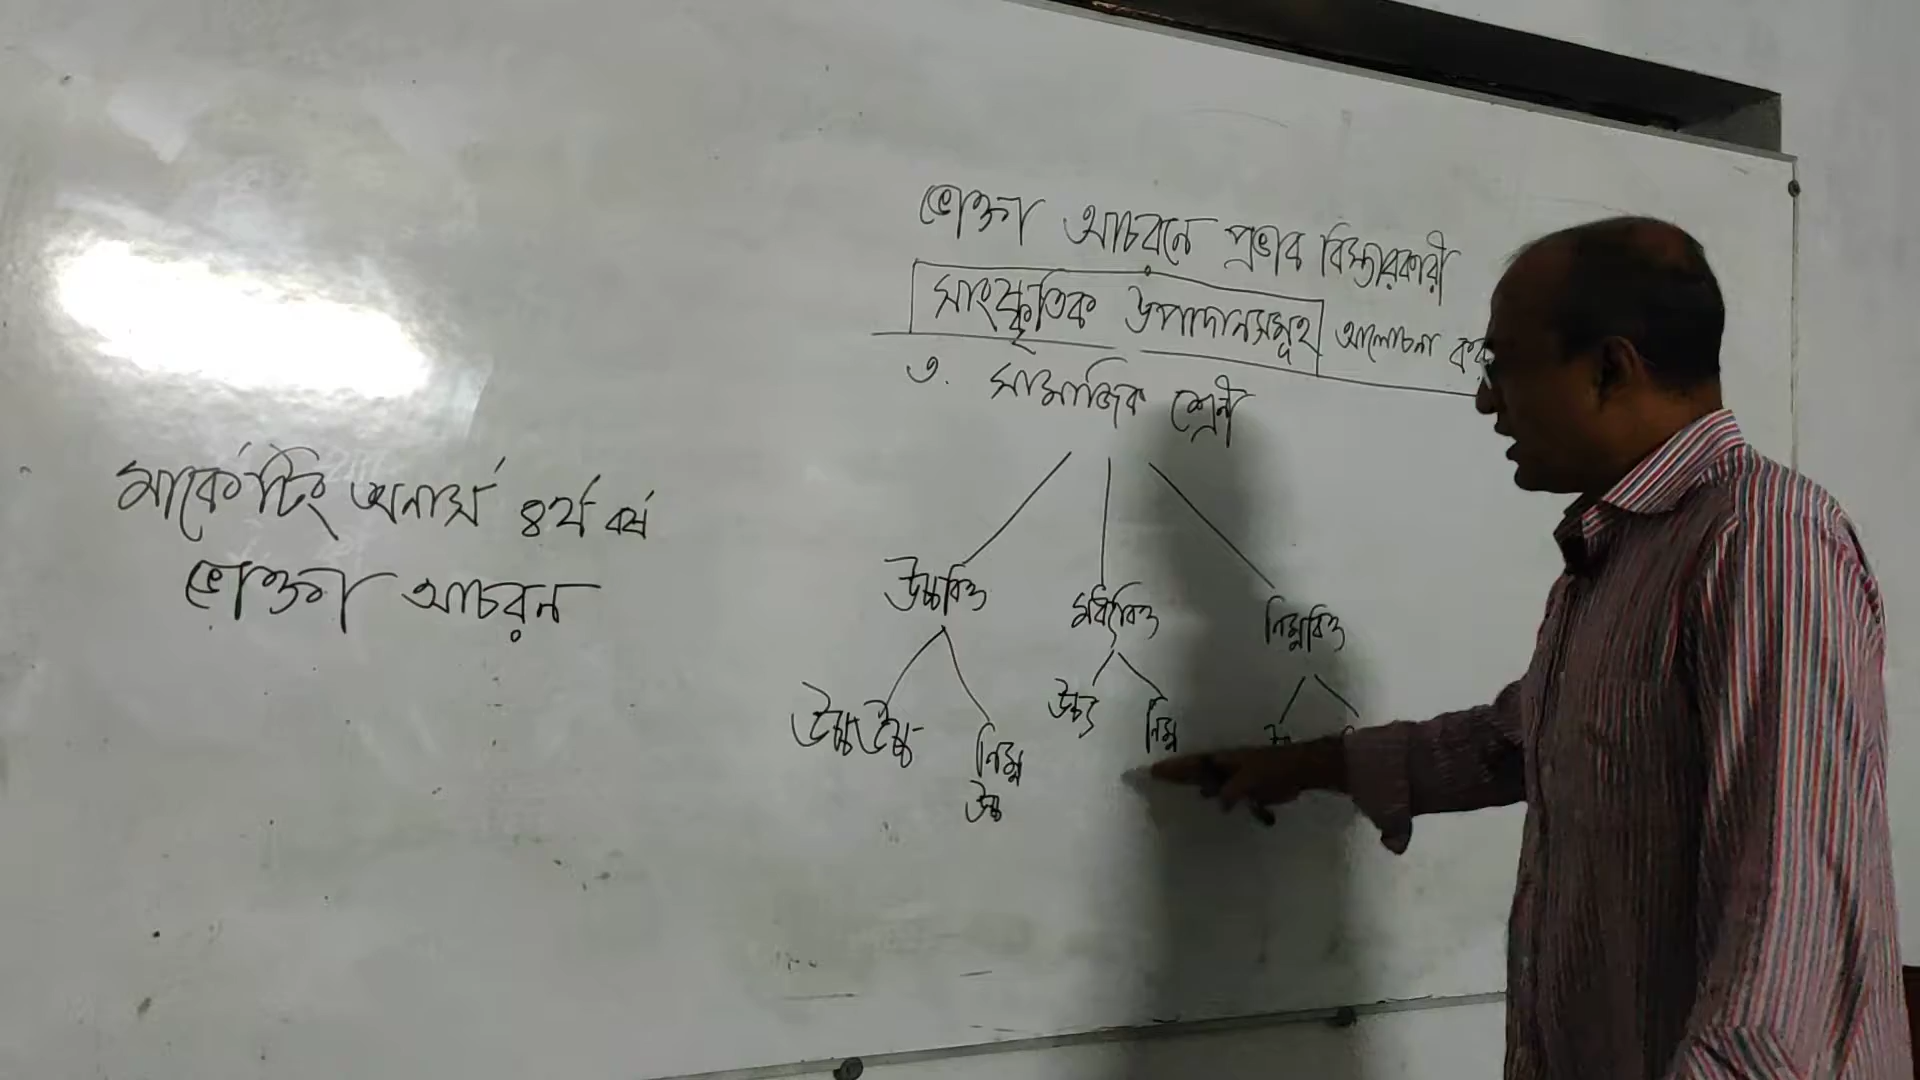 ভোক্তা আচরনে প্রভাব বিস্তারকারী
সাংস্কৃতিক উপাদানসমূহ আলোচনা কর
৩. সামাজিক শ্রেনী
মার্কেটিং অনার্স ৪র্থ বর্ষ
ভোক্তা আচরন
উচ্চবিত্ত মধ্যবিত্ত নিম্নবিত্ত
উচ্চ উচ্চ নিম্ন উচ্চ নিম্ন
উচ্চ